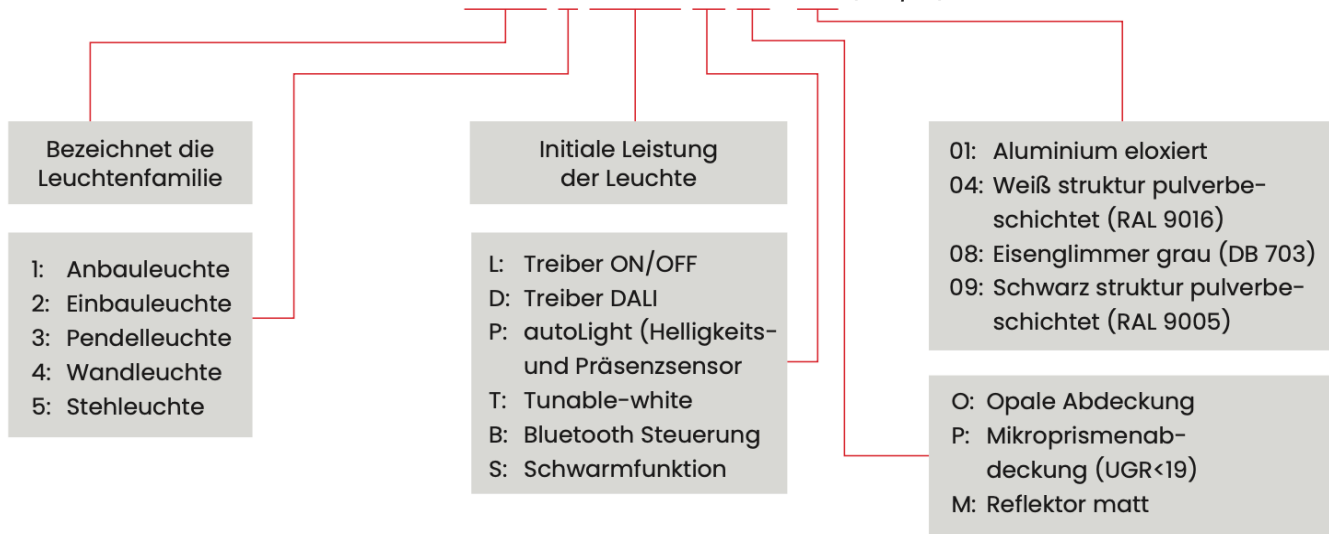 Bezeichnet die
Leuchtenfamilie
1: Anbauleuchte
2: Einbauleuchte
3: Pendelleuchte
4: Wandleuchte
5: Stehleuchte
Initiale Leistung
der Leuchte
L: Treiber ON/OFF
D: Treiber DALI
P: autoLight (Helligkeits-
und Präsenzsensor
T: Tunable-white
B: Bluetooth Steuerung
S: Schwarmfunktion
01: Aluminium eloxiert
04: Weiß struktur pulverbe-
schichtet (RAL 9016)
08: Eisenglimmer grau (DB 703)
09: Schwarz struktur pulverbe-
schichtet (RAL 9005)
O: Opale Abdeckung
P: Mikroprismenab-
deckung (UGR<19)
M: Reflektor matt